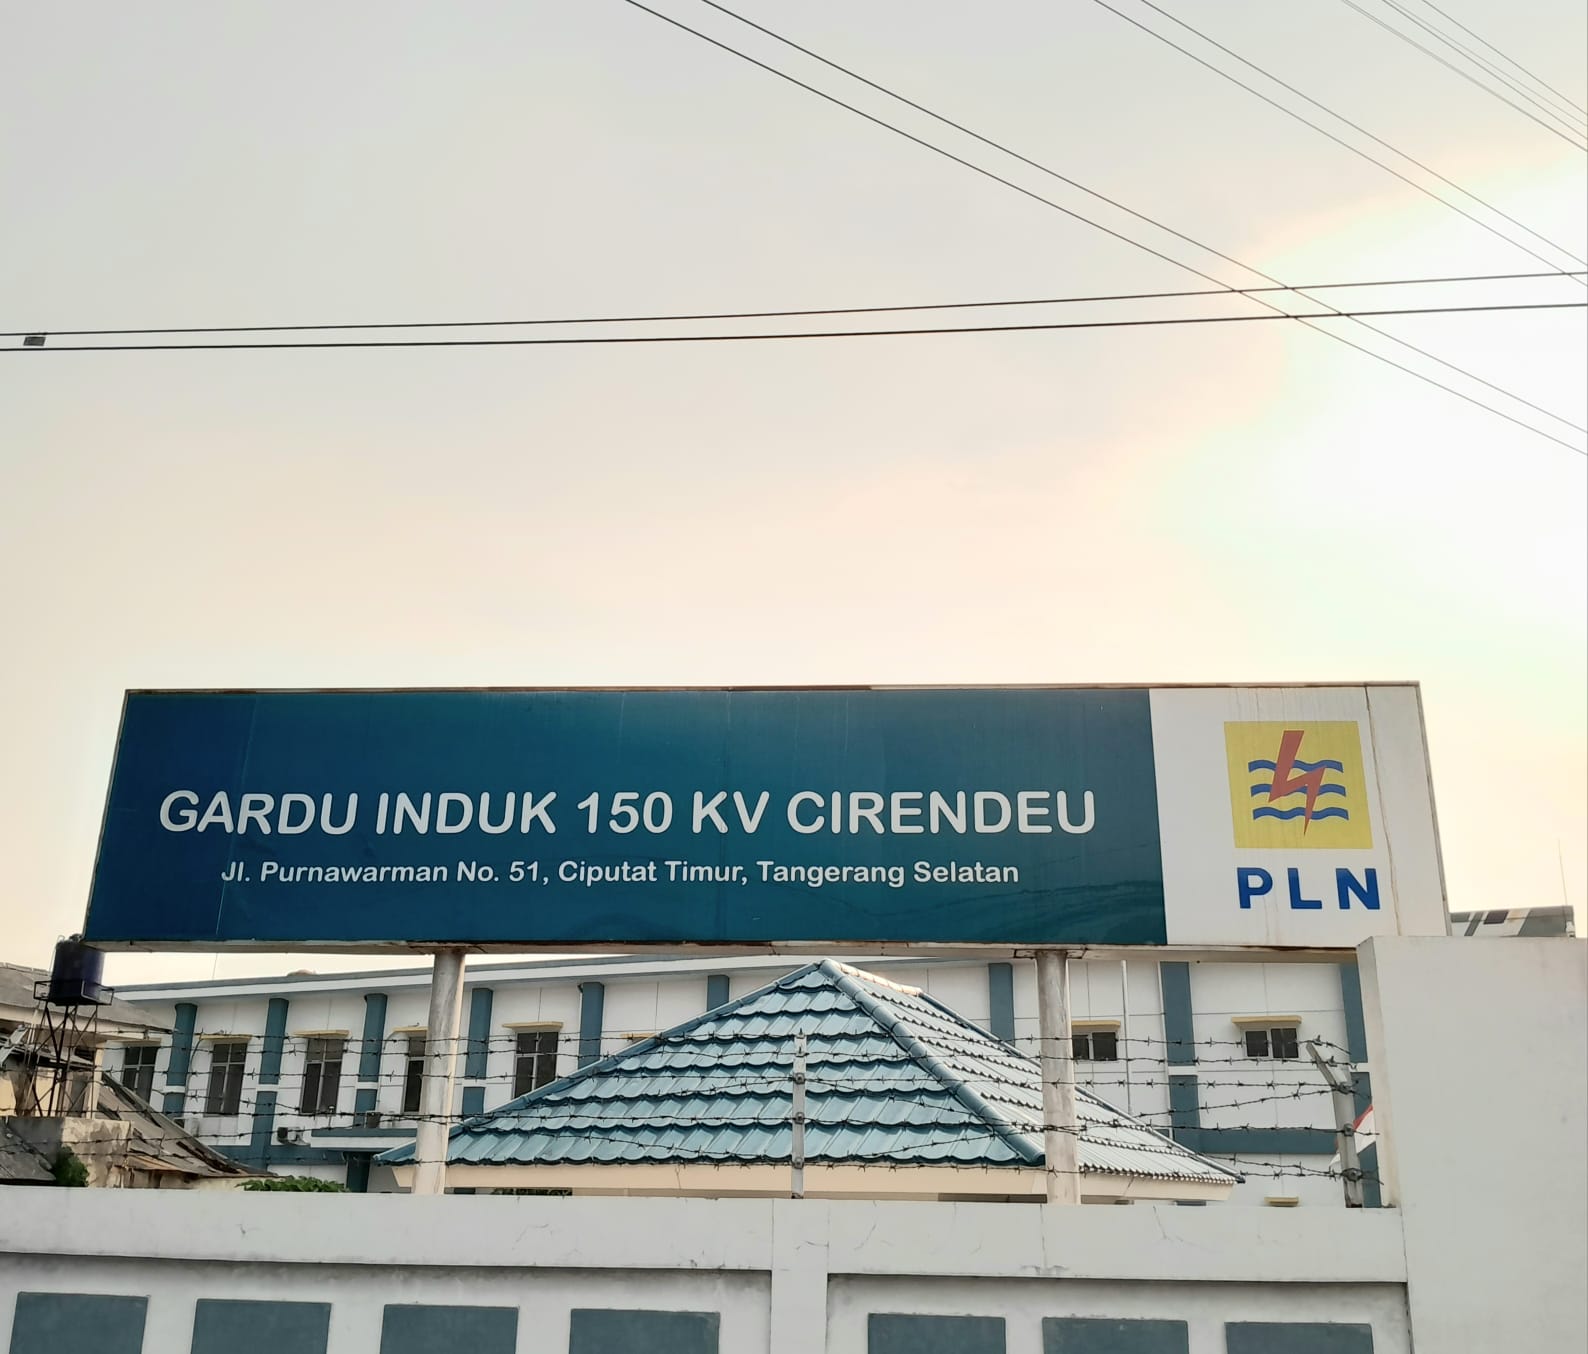 GARDU INDUK 150 KV CIRENDEU
Jl. Purnawarman No. 51, Ciputat Timur, Tangerang Selatan
PLN